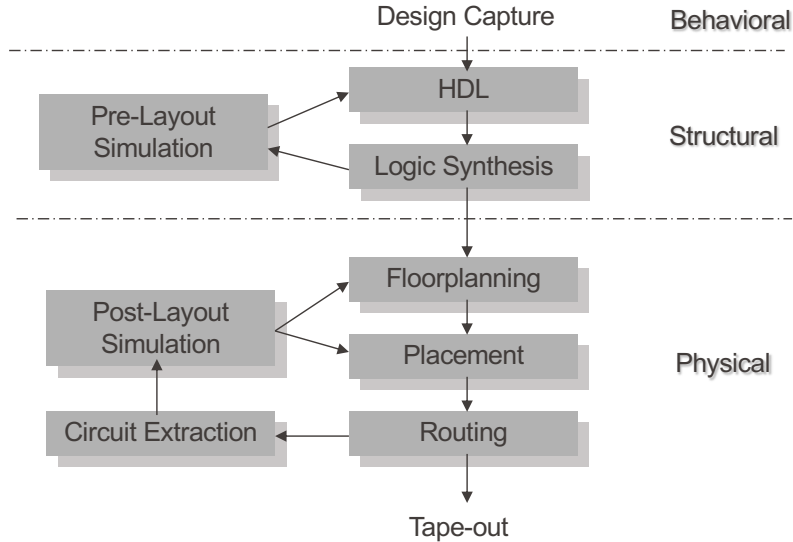 Design Capture
Behavioral
HDL
Pre-Layout
Simulation
Structural
Logic Synthesis
Floorplanning
Post-Layout
Simulation
Placement
Physical
Circuit Extraction
Routing
Tape-out